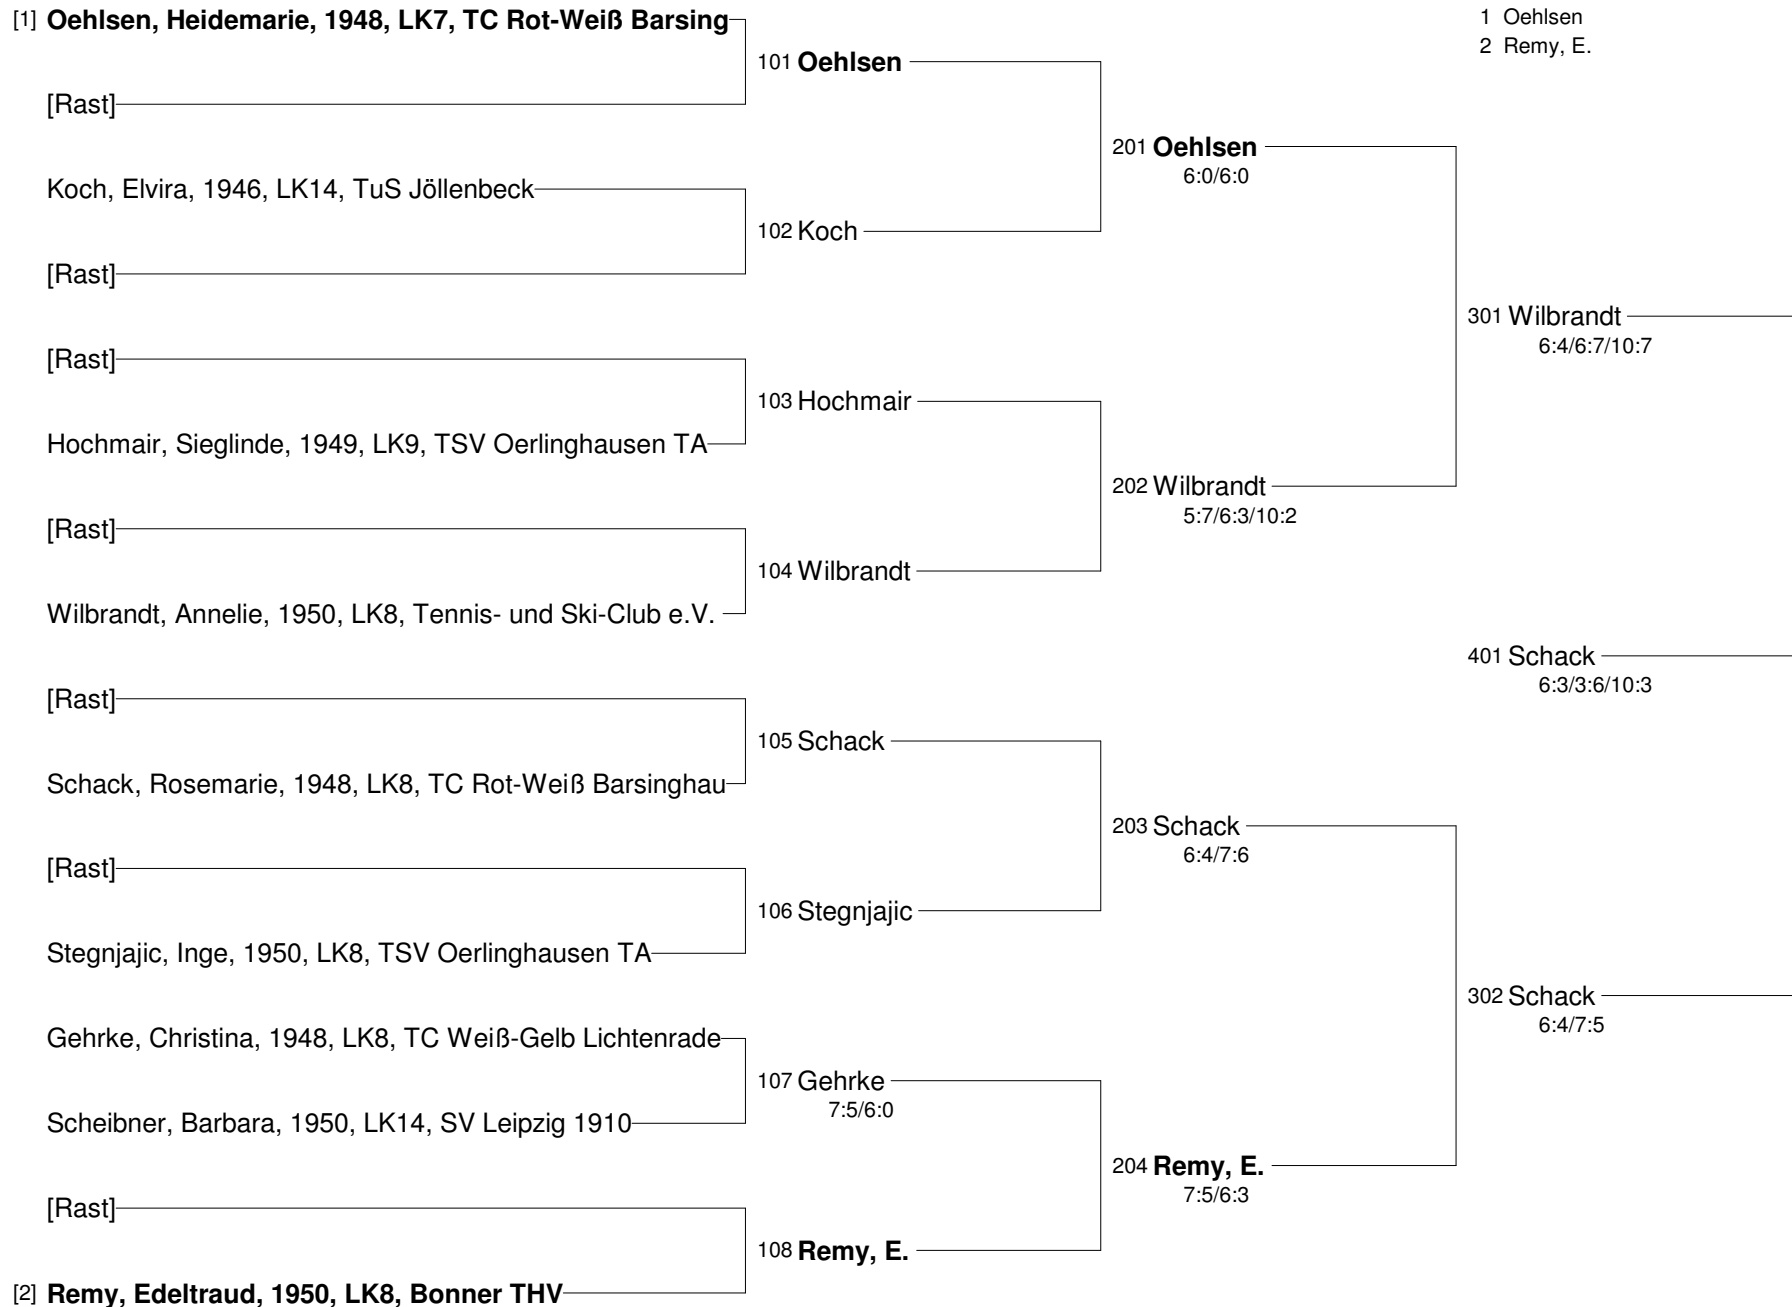 [1] Oehlsen, Heidemarie, 1948, LK7, TC Rot-Weiß Barsing
1 Oehlsen
2 Remy, E.
101 Oehlsen
[Rast]
201 Oehlsen
6:0/6:0
Koch, Elvira, 1946, LK14, TuS Jöllenbeck
102 Koch
[Rast]
301 Wilbrandt
6:4/6:7/10:7
[Rast]
103 Hochmair
Hochmair, Sieglinde, 1949, LK9, TSV Oerlinghausen TA
202 Wilbrandt
5:7/6:3/10:2
[Rast]
104 Wilbrandt
Wilbrandt, Annelie, 1950, LK8, Tennis- und Ski-Club e.V.
401 Schack
6:3/3:6/10:3
[Rast]
105 Schack
Schack, Rosemarie, 1948, LK8, TC Rot-Weiß Barsinghau
203 Schack
6:4/7:6
[Rast]
106 Stegnjajic
Stegnjajic, Inge, 1950, LK8, TSV Oerlinghausen TA
302 Schack
6:4/7:5
Gehrke, Christina, 1948, LK8, TC Weiß-Gelb Lichtenrade
107 Gehrke
7:5/6:0
Scheibner, Barbara, 1950, LK14, SV Leipzig 1910
204 Remy, E.
7:5/6:3
[Rast]
108 Remy, E.
[2] Remy, Edeltraud, 1950, LK8, Bonner THV